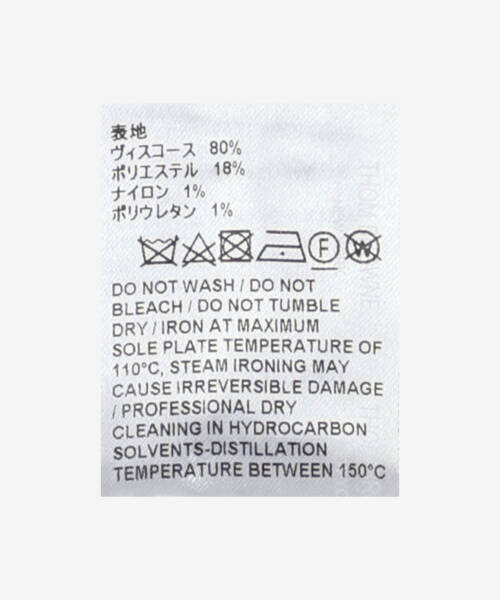 表地
ヴィスコース 80%
ポリエステル 18%
ナイロン 1%
ポリウレタン 1%
F W
DO NOT WASH / DO NOT
BLEACH / DO NOT TUMBLE
DRY / IRON AT MAXIMUM
SOLE PLATE TEMPERATURE OF
110°C, STEAM IRONING MAY
CAUSE IRREVERSIBLE DAMAGE
/ PROFESSIONAL DRY
CLEANING IN HYDROCARBON
SOLVENTS-DISTILLATION
TEMPERATURE BETWEEN 150°C